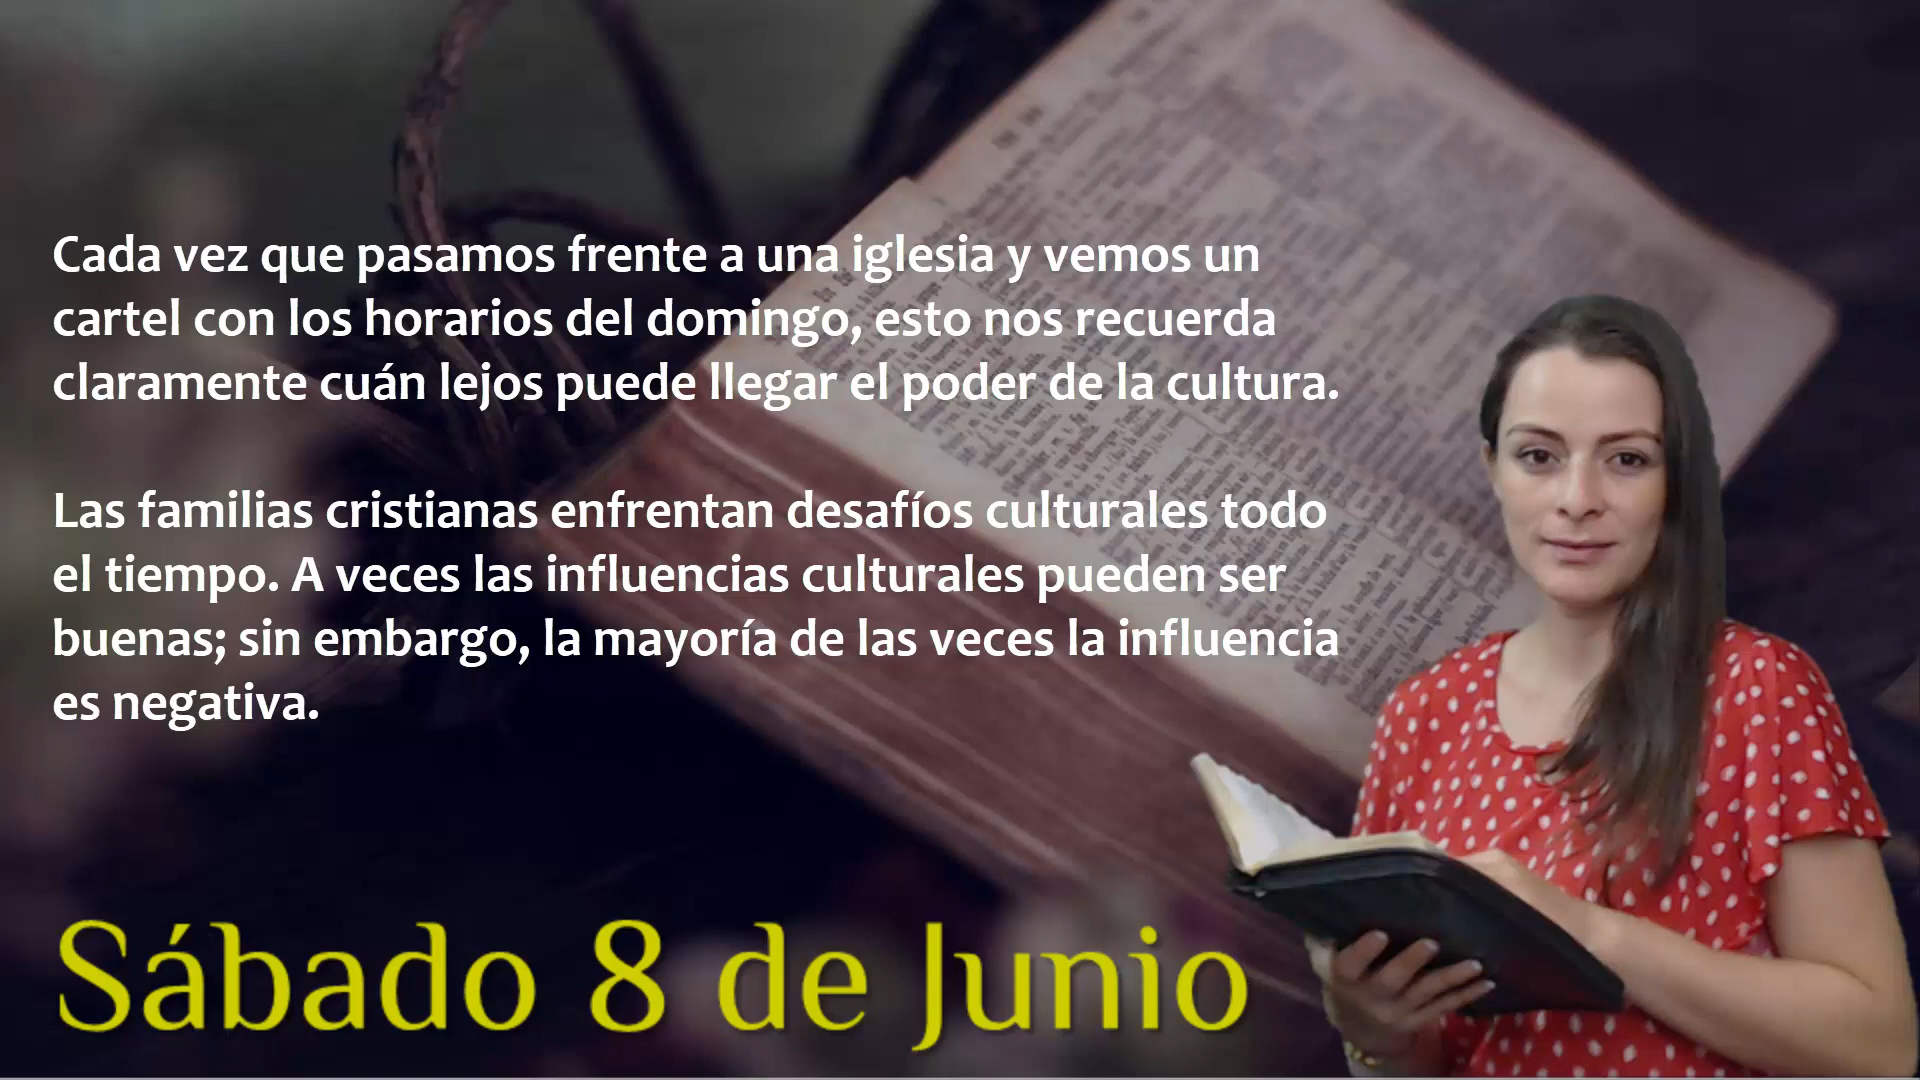 Cada vez que pasamos frente a una iglesia y vemos un
cartel con los horarios del domingo, esto nos recuerda
claramente cuán lejos puede llegar el poder de la cultura.
Las familias cristianas enfrentan desafíos culturales todo
el tiempo. A veces las influencias culturales pueden ser
buenas; sin embargo, la mayoría de las veces la influencia
es negativa.
Sábado 8 de Junio